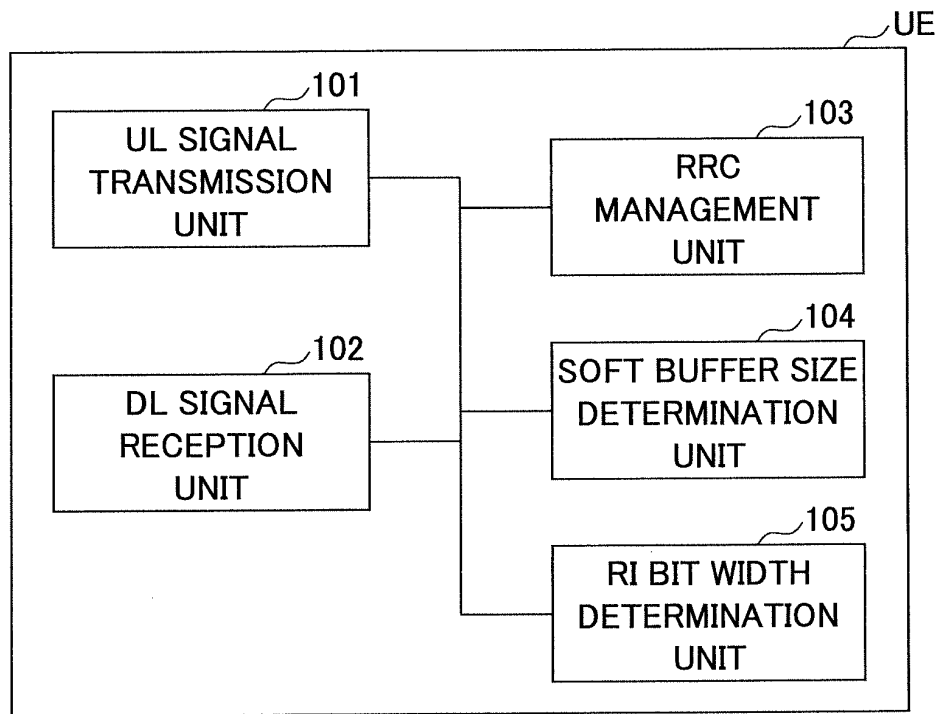 UE
101
UL SIGNAL
TRANSMISSION
UNIT
102
DL SIGNAL
RECEPTION
UNIT
103
RRC
MANAGEMENT
UNIT
104
SOFT BUFFER SIZE
DETERMINATION
UNIT
105
RI BIT WIDTH
DETERMINATION
UNIT